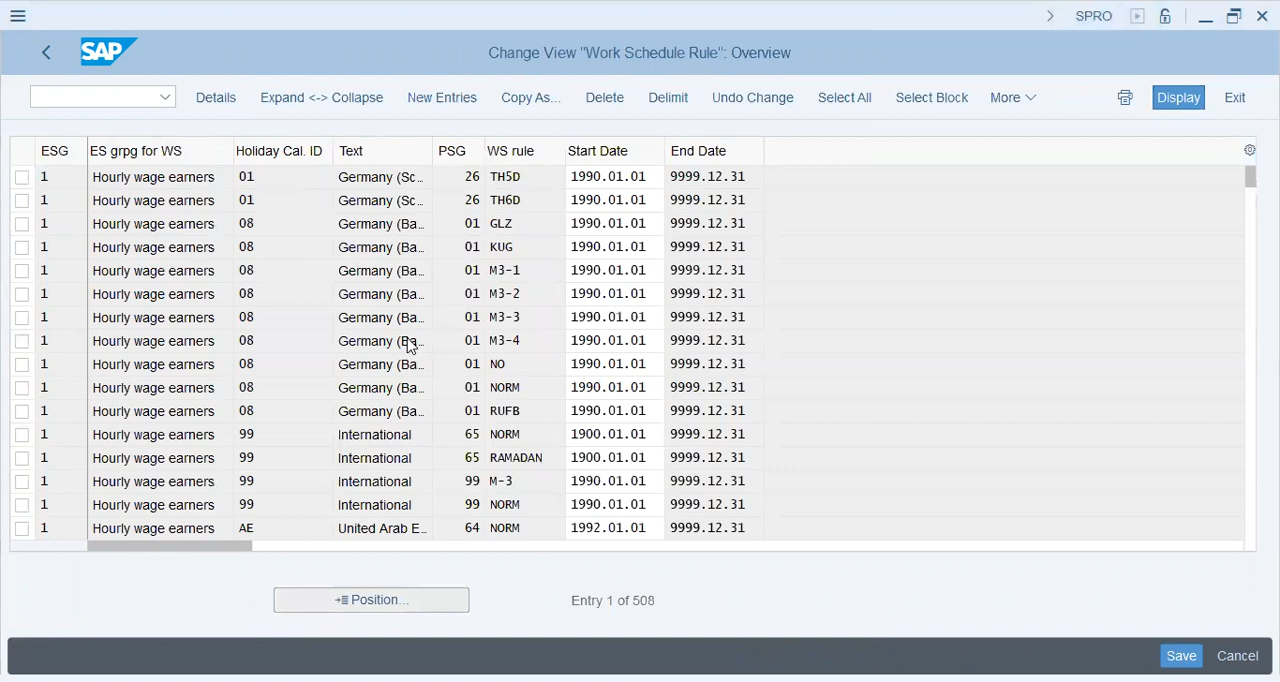 SPRO
SAP
Change View "Work Schedule Rule": Overview
Details Expand <-> Collapse New Entries Copy As... Delete Delimit Undo Change Select All Select Block More Display Exit
ESG ES grpg for WS Holiday Cal. ID Text PSG WS rule Start Date End Date
1 Hourly wage earners 01 Germany (Sc... 26 TH5D 1990.01.01 9999.12.31
1 Hourly wage earners 01 Germany (Sc... 26 TH6D 1990.01.01 9999.12.31
1 Hourly wage earners 08 Germany (Ba... 01 GLZ 1990.01.01 9999.12.31
1 Hourly wage earners 08 Germany (Ba... 01 KUG 1990.01.01 9999.12.31
1 Hourly wage earners 08 Germany (Ba... 01 M3-1 1990.01.01 9999.12.31
1 Hourly wage earners 08 Germany (Ba... 01 M3-2 1990.01.01 9999.12.31
1 Hourly wage earners 08 Germany (Ba... 01 M3-3 1990.01.01 9999.12.31
1 Hourly wage earners 08 Germany (Ba... 01 M3-4 1990.01.01 9999.12.31
1 Hourly wage earners 08 Germany (Ba... 01 NO 1990.01.01 9999.12.31
1 Hourly wage earners 08 Germany (Ba... 01 NORM 1990.01.01 9999.12.31
1 Hourly wage earners 08 Germany (Ba... 01 RUFB 1990.01.01 9999.12.31
1 Hourly wage earners 99 International 65 NORM 1900.01.01 9999.12.31
1 Hourly wage earners 99 International 65 RAMADAN 1900.01.01 9999.12.31
1 Hourly wage earners 99 International 99 M-3 1990.01.01 9999.12.31
1 Hourly wage earners 99 International 99 NORM 1990.01.01 9999.12.31
1 Hourly wage earners AE United Arab E... 64 NORM 1992.01.01 9999.12.31
Position... Entry 1 of 508
Save Cancel